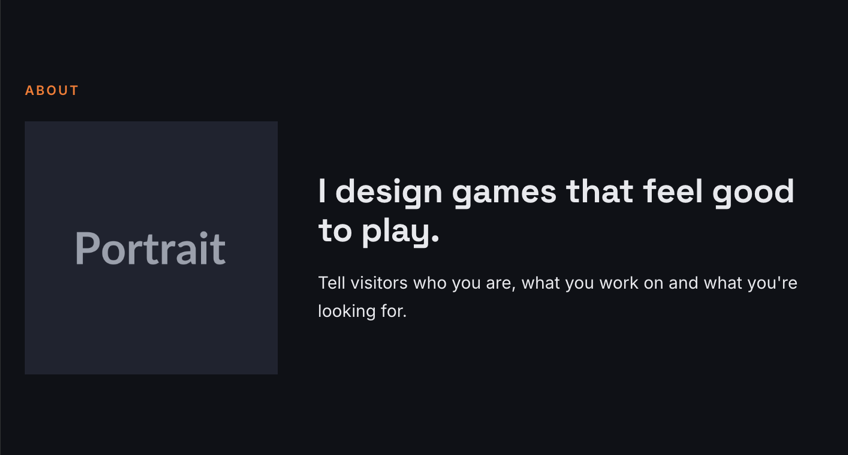 ABOUT
Portrait
I design games that feel good
to play.
Tell visitors who you are, what you work on and what you're
looking for.